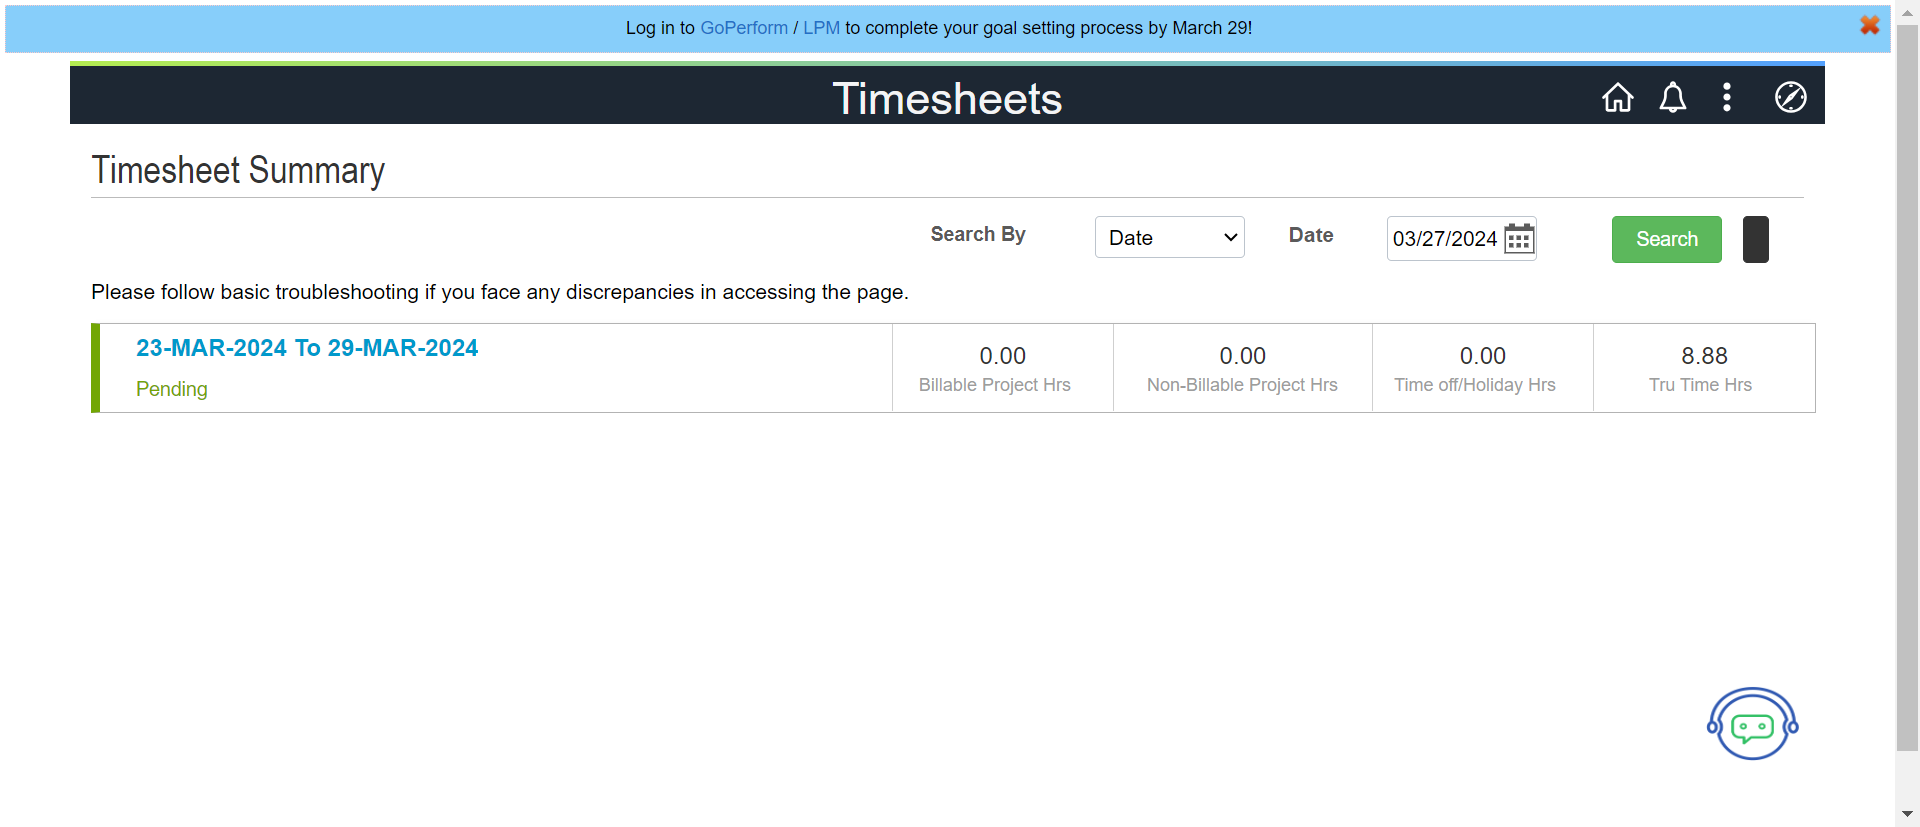 Log in to GoPerform / LPM to complete your goal setting process by March 29!
Timesheets
Timesheet Summary
Search By Date Date 03/27/2024 Search
Please follow basic troubleshooting if you face any discrepancies in accessing the page.
23-MAR-2024 To 29-MAR-2024
Pending
0.00
Billable Project Hrs
0.00
Non-Billable Project Hrs
0.00
Time off/Holiday Hrs
8.88
Tru Time Hrs